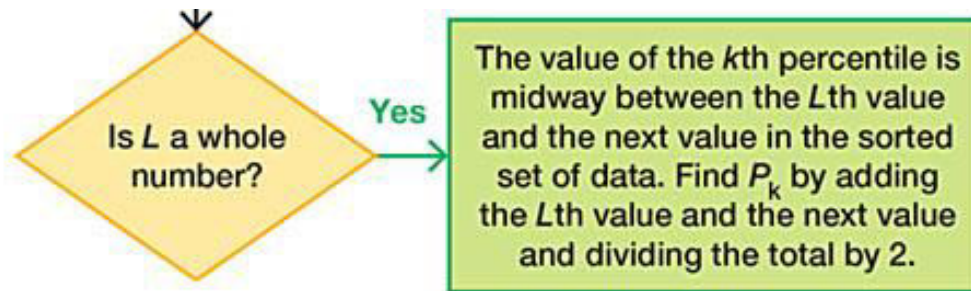 Is L a whole
number?
Yes
The value of the kth percentile is
midway between the Lth value
and the next value in the sorted
set of data. Find Pk by adding
the Lth value and the next value
and dividing the total by 2.